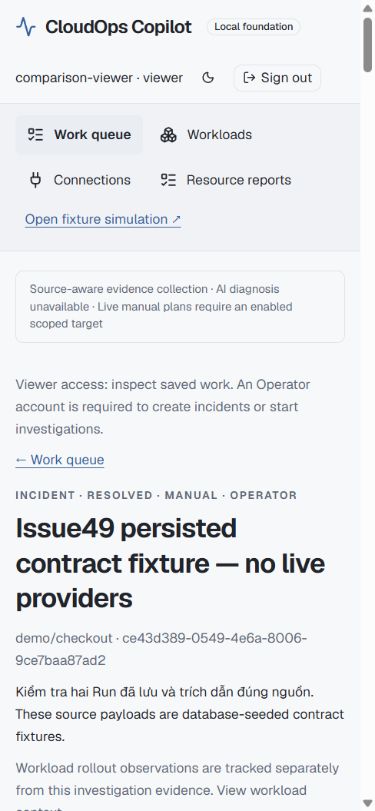 CloudOps Copilot Local foundation
comparison-viewer · viewer Sign out
Work queue Workloads
Connections Resource reports
Open fixture simulation ↗
Source-aware evidence collection · AI diagnosis
unavailable · Live manual plans require an enabled
scoped target
Viewer access: inspect saved work. An Operator
account is required to create incidents or start
investigations.
← Work queue
INCIDENT · RESOLVED · MANUAL · OPERATOR
Issue49 persisted
contract fixture — no live
providers
demo/checkout · ce43d389-0549-4e6a-8006-
9ce7baa87ad2
Kiểm tra hai Run đã lưu và trích dẫn đúng nguồn.
These source payloads are database-seeded contract
fixtures.
Workload rollout observations are tracked separately
from this investigation evidence. View workload